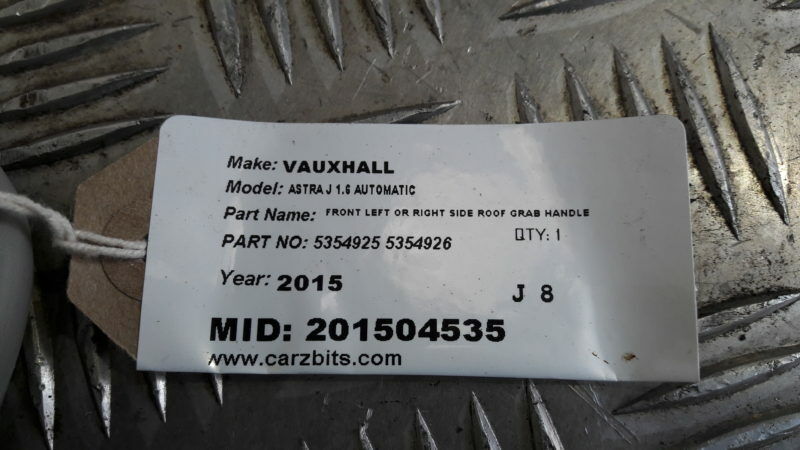 Make: VAUXHALL
Model: ASTRA J 1.6 AUTOMATIC
Part Name: FRONT LEFT OR RIGHT SIDE ROOF GRAB HANDLE
PART NO: 5354925 5354926 QTY: 1
Year: 2015 J 8
MID: 201504535
www.carzbits.com